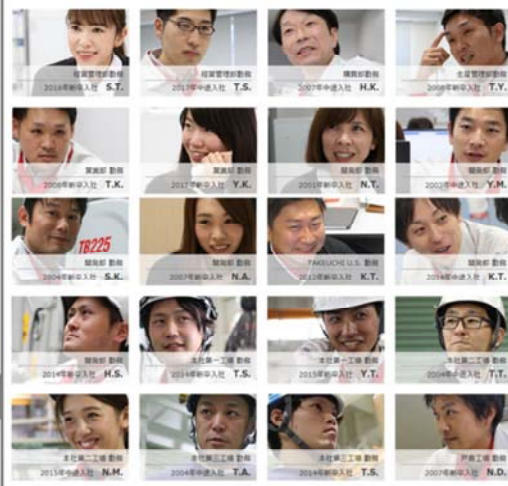 経営管理部勤務
2018年新卒入社 S.T.
経営管理部勤務
2017年中途入社 T.S.
購買部勤務
2007年中途入社 H.K.
生産管理部勤務
2008年新卒入社 T.Y.
業務部 勤務
2008年新卒入社 T.K.
業務部 勤務
2017年新卒入社 Y.K.
開発部 勤務
2001年新卒入社 N.T.
開発部 勤務
2002年中途入社 Y.M.
TB225
開発部 勤務
2004年新卒入社 S.K.
開発部 勤務
2007年新卒入社 N.A.
TAKEUCHI U.S. 勤務
2012年新卒入社 K.T.
開発部 勤務
2014年中途入社 K.T.
開発部 勤務
2014年新卒入社 H.S.
本社第一工場 勤務
2014年新卒入社 T.S.
本社第一工場 勤務
2015年新卒入社 Y.T.
本社第二工場 勤務
2004年中途入社 T.T.
本社第二工場 勤務
2015年中途入社 N.M.
本社第三工場 勤務
2004年中途入社 T.A.
本社第三工場 勤務
2014年新卒入社 T.S.
戸倉工場 勤務
2007年新卒入社 N.D.